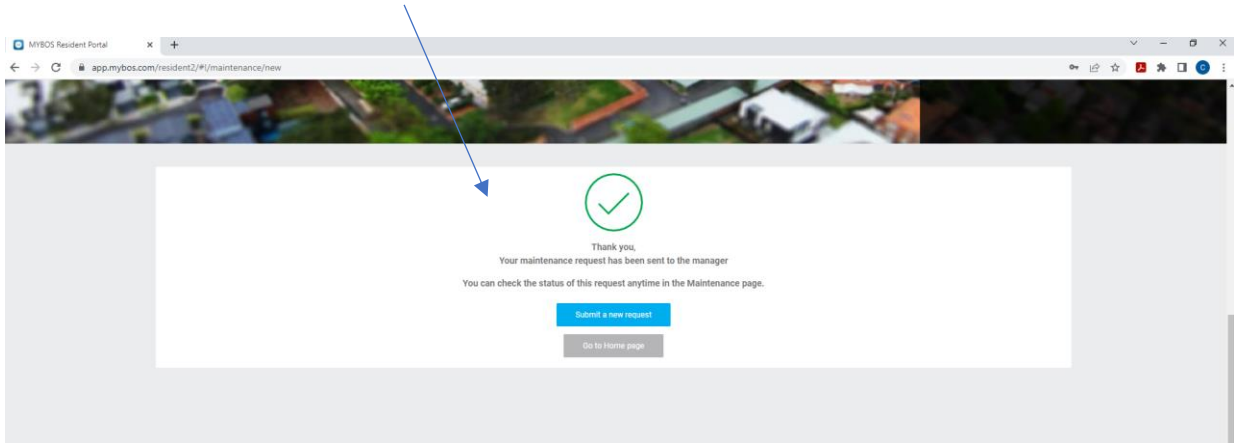 MYBOS Resident Portal
app.mybos.com/resident2/#!/maintenance/new
C
Thank you,
Your maintenance request has been sent to the manager
You can check the status of this request anytime in the Maintenance page.
Submit a new request
Go to Home page